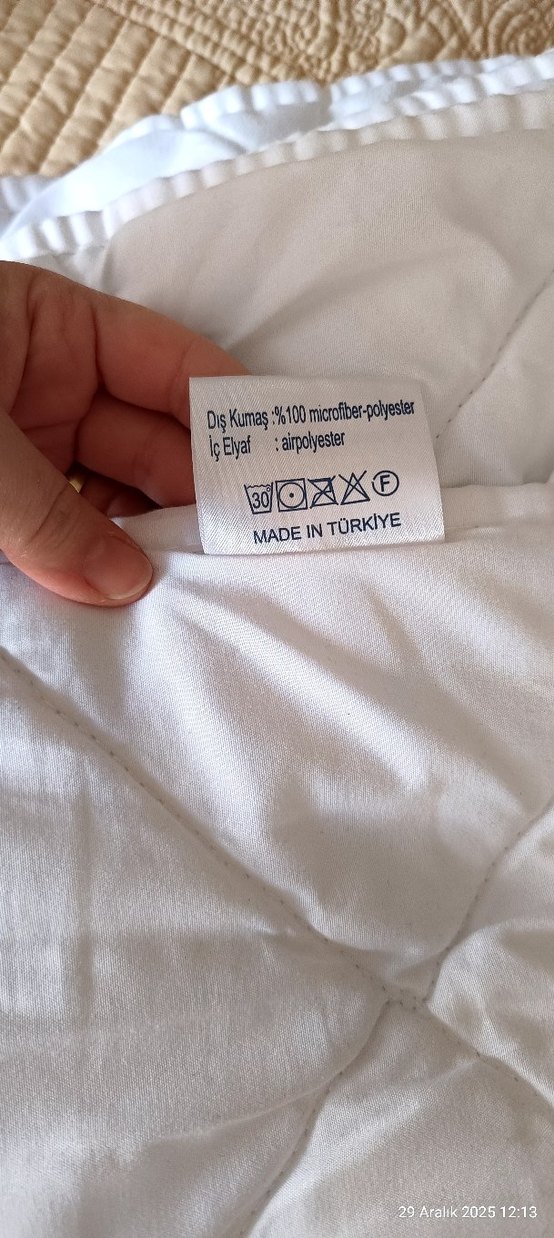 Dış Kumaş :%100 microfiber-polyester
İç Elyaf : airpolyester
30° F
MADE IN TÜRKİYE
29 Aralık 2025 12:13